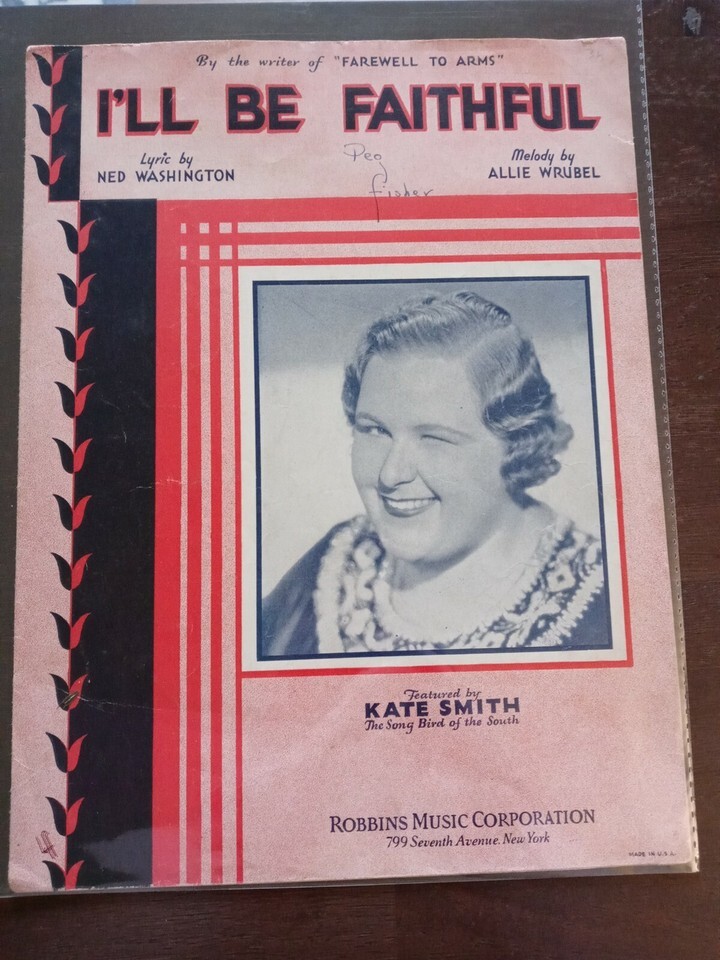 By the writer of "FAREWELL TO ARMS"
I'LL BE FAITHFUL
Lyric by
NED WASHINGTON
Peg
fisher
Melody by
ALLIE WRUBEL
Featured by
KATE SMITH
The Song Bird of the South
ROBBINS MUSIC CORPORATION
799 Seventh Avenue. New York
MADE IN U.S.A.